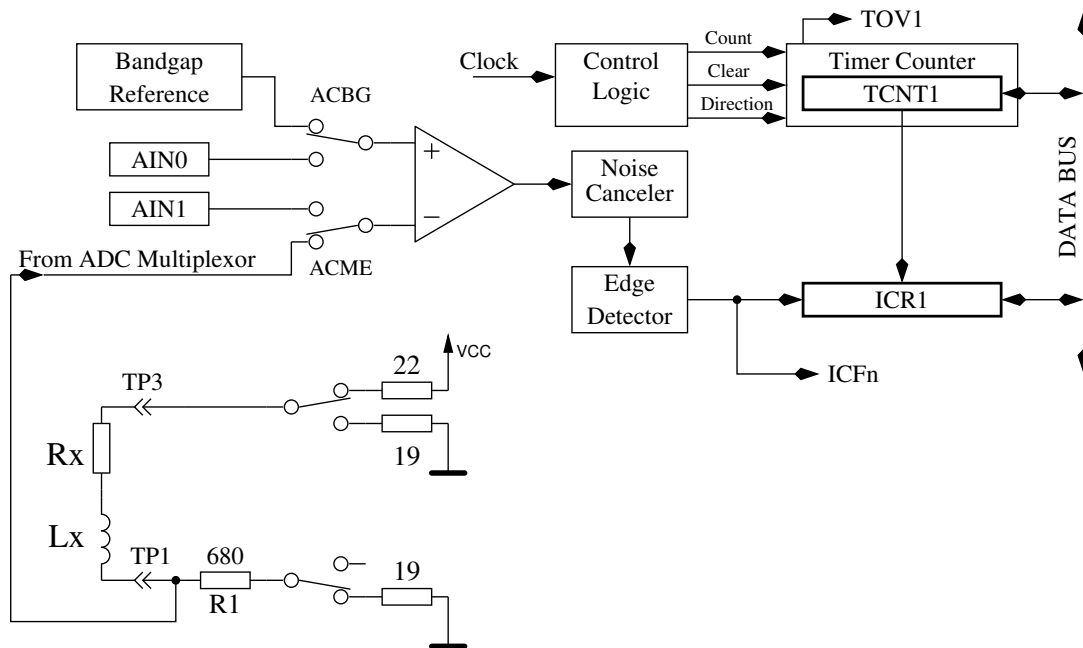 TOV1
Bandgap
Reference
ACBG
Clock
Control
Logic
Count
Clear
Direction
Timer Counter
TCNT1
AIN0
AIN1
+
−
Noise
Canceler
DATA BUS
From ADC Multiplexor
ACME
Edge
Detector
ICR1
ICFn
VCC
22
TP3
19
Rx
Lx
TP1
680
R1
19